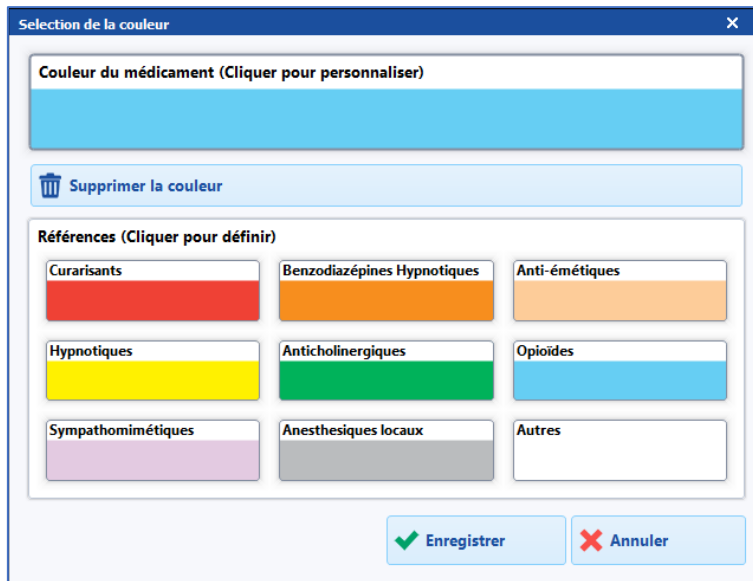 Selection de la couleur
Couleur du médicament (Cliquer pour personnaliser)
Supprimer la couleur
Références (Cliquer pour définir)
Curarisants
Benzodiazépines Hypnotiques
Anti-émétiques
Hypnotiques
Anticholinergiques
Opioïdes
Sympathomimétiques
Anesthesiques locaux
Autres
Enregistrer
Annuler